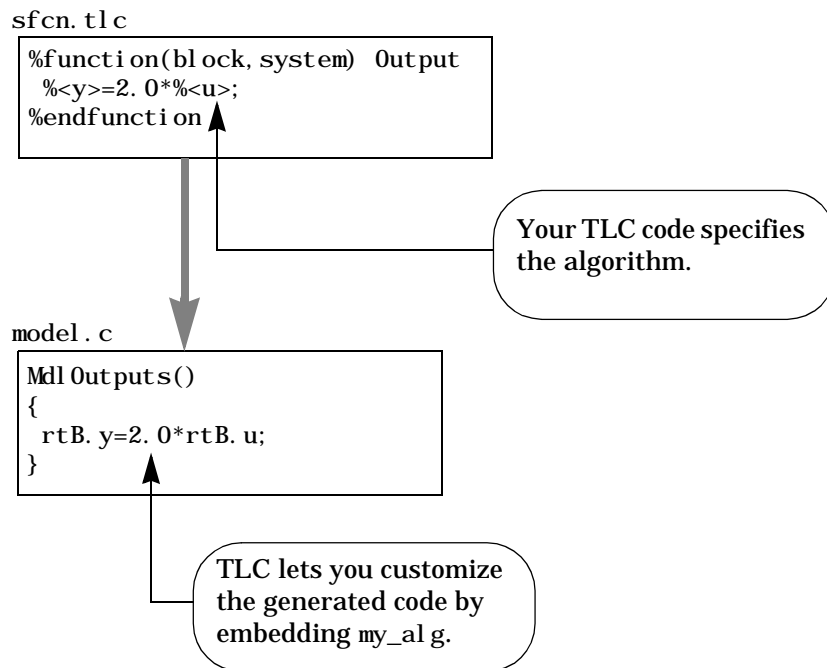 sfcn.tlc
%function(block,system) Output
%<y>=2.0*%<u>;
%endfunction
Your TLC code specifies
the algorithm.
model.c
MdlOutputs()
{
rtB.y=2.0*rtB.u;
}
TLC lets you customize
the generated code by
embedding my_alg.